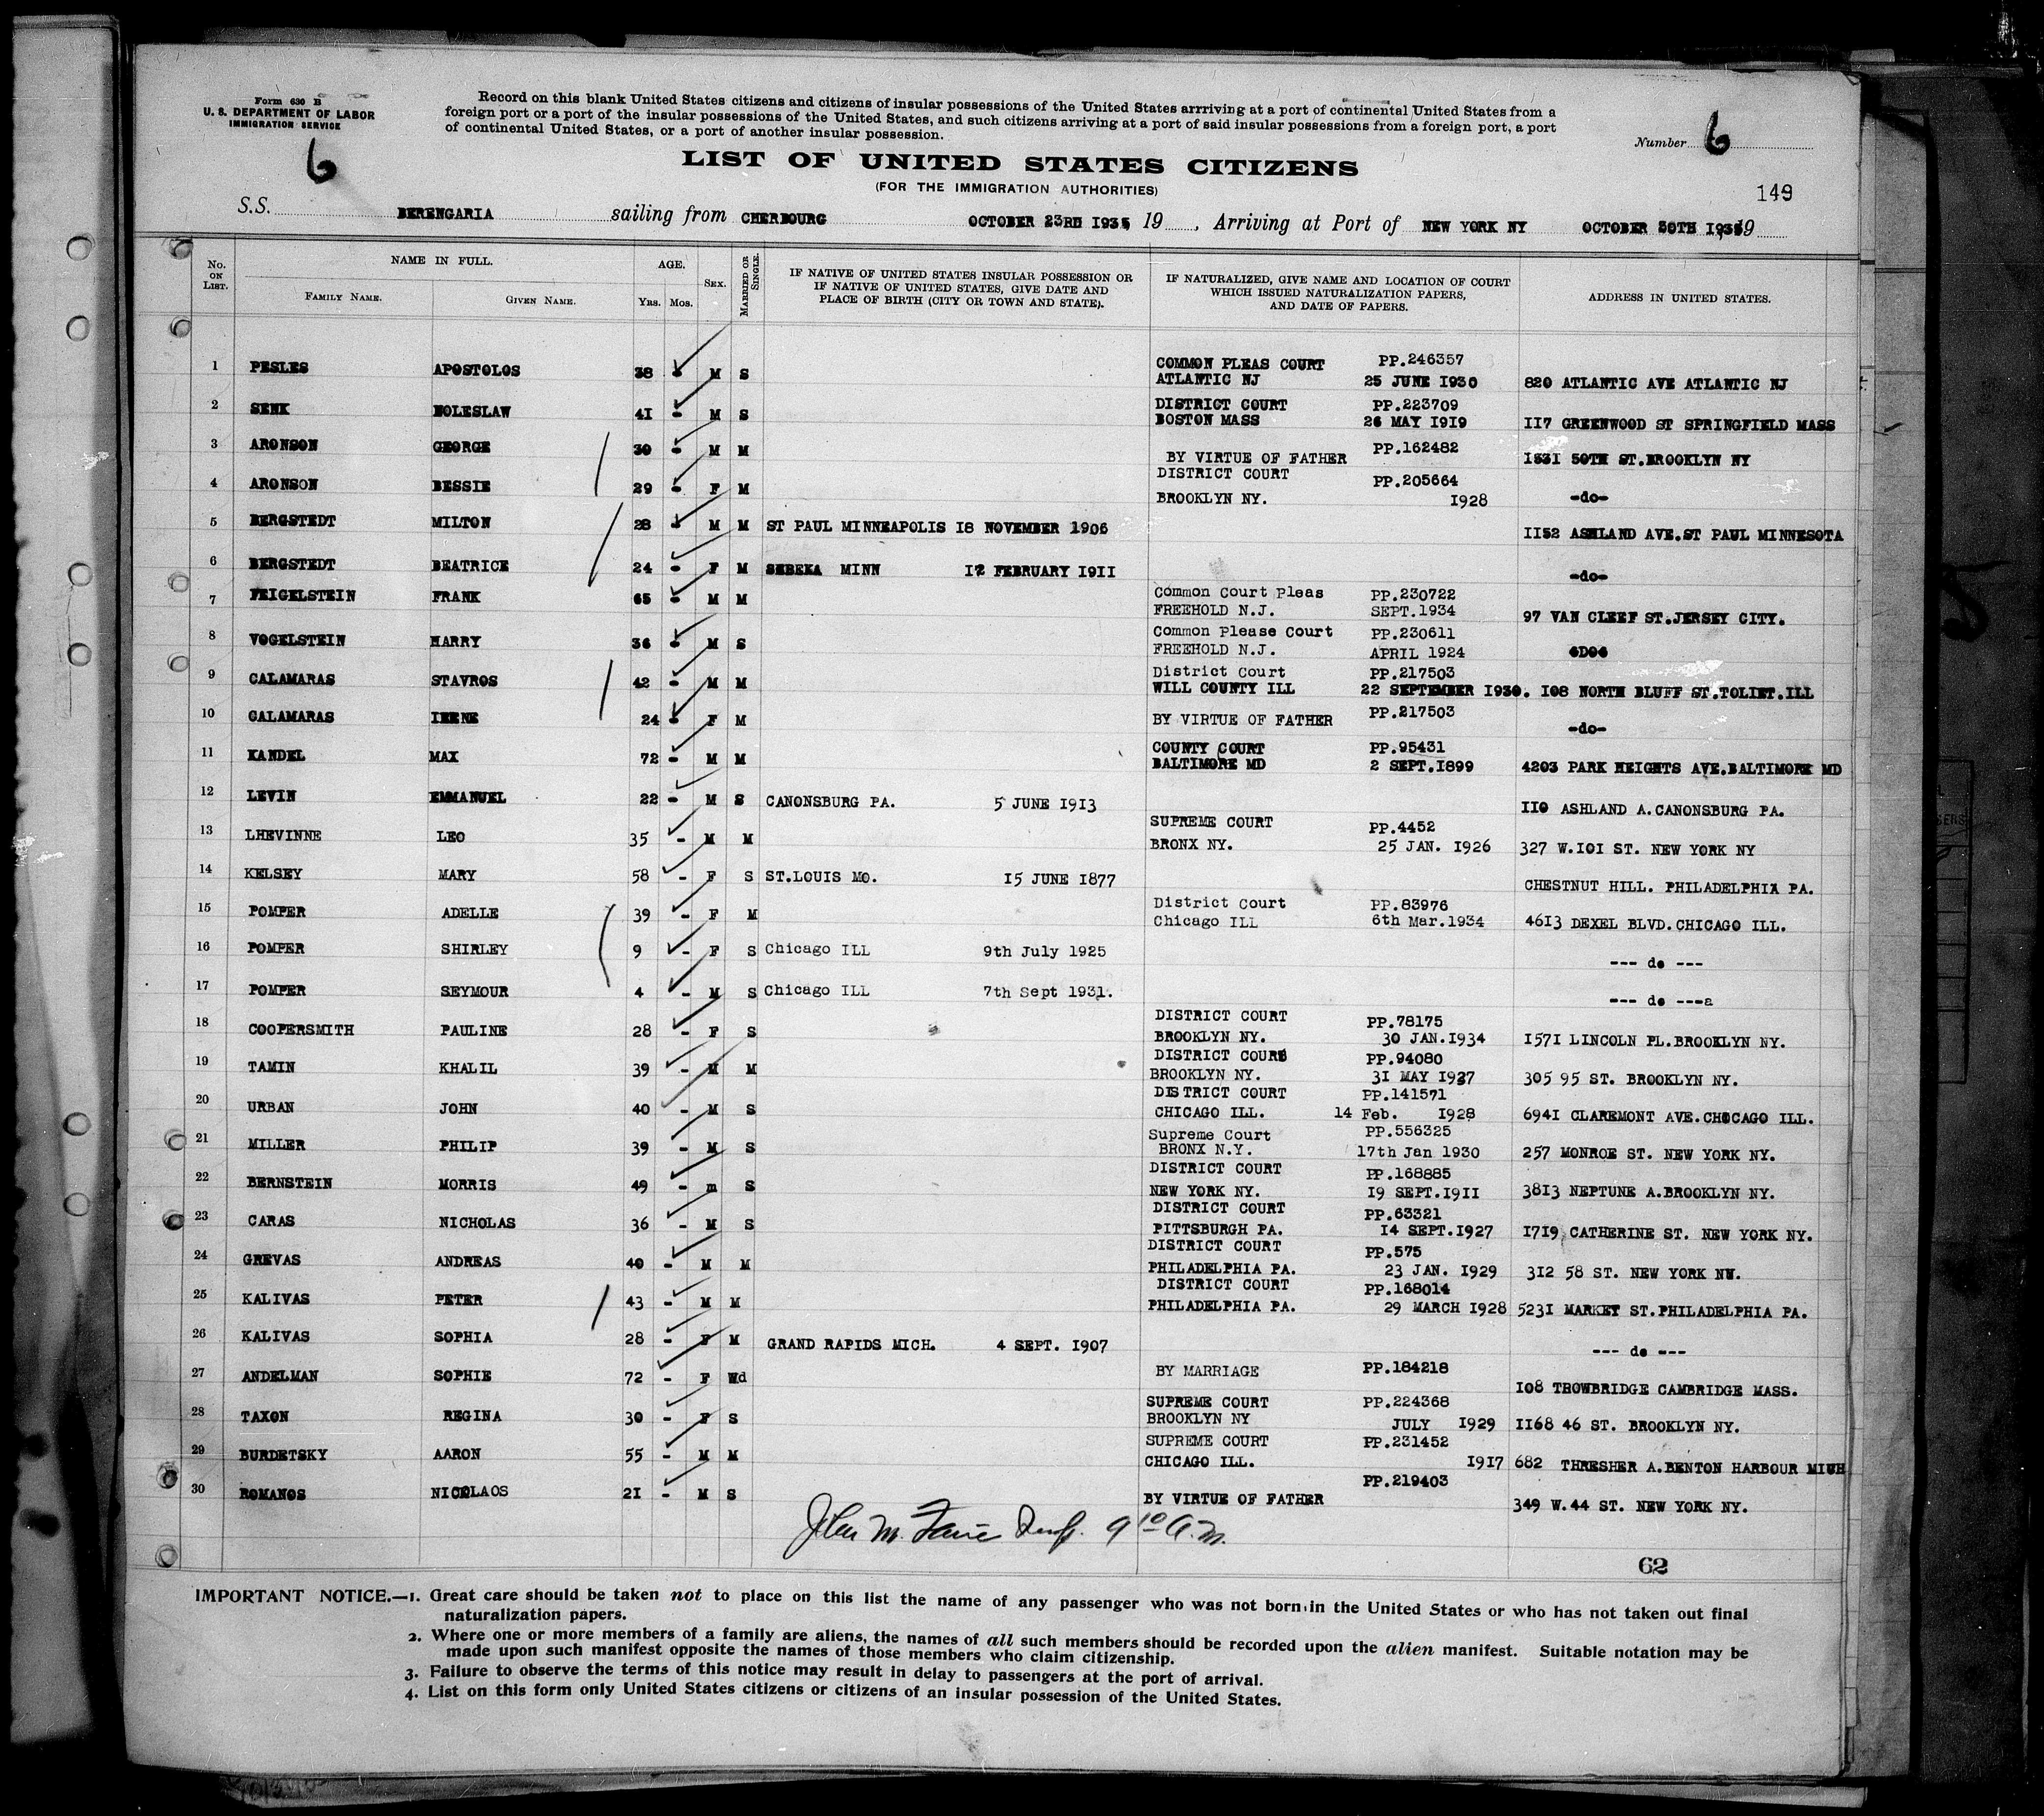 Form 630 B
U. S. DEPARTMENT OF LABOR
IMMIGRATION SERVICE
6
Record on this blank United States citizens and citizens of insular possessions of the United States arrriving at a port of continental United States from a
foreign port or a port of the insular possessions of the United States, and such citizens arriving at a port of said insular possessions from a foreign port, a port
of continental United States, or a port of another insular possession.
Number 6
LIST OF UNITED STATES CITIZENS
(FOR THE IMMIGRATION AUTHORITIES)
149
S.S. BERENGARIA sailing from CHERBOURG OCTOBER 23RD 1935 19 , Arriving at Port of NEW YORK NY OCTOBER 30TH 1935 19
No. ON LIST.
NAME IN FULL.
FAMILY NAME. GIVEN NAME.
AGE.
YRS. MOS.
SEX.
MARRIED OR SINGLE.
IF NATIVE OF UNITED STATES INSULAR POSSESSION OR
IF NATIVE OF UNITED STATES, GIVE DATE AND
PLACE OF BIRTH (CITY OR TOWN AND STATE).
IF NATURALIZED, GIVE NAME AND LOCATION OF COURT
WHICH ISSUED NATURALIZATION PAPERS,
AND DATE OF PAPERS.
ADDRESS IN UNITED STATES.
1 PESLES APOSTOLOS 38 - M S COMMON PLEAS COURT PP.246357
ATLANTIC NJ 25 JUNE 1930 820 ATLANTIC AVE ATLANTIC NJ
2 SENK BOLESLAW 41 - M S DISTRICT COURT PP.223709
BOSTON MASS 26 MAY 1919 117 GREENWOOD ST SPRINGFIELD MASS
3 ARONSON GEORGE 30 - M M PP.162482
BY VIRTUE OF FATHER 1531 50TH ST.BROOKLYN NY
4 ARONSON BESSIE 29 - F M DISTRICT COURT PP.205664
BROOKLYN NY. 1928 -do-
5 BERGSTEDT MILTON 28 - M M ST PAUL MINNEAPOLIS 18 NOVEMBER 1906
1152 ASHLAND AVE.ST PAUL MINNESOTA
6 BERGSTEDT BEATRICE 24 - F M SEBEKA MINN 12 FEBRUARY 1911
-do-
7 FEIGELSTEIN FRANK 65 - M M Common Court Pleas PP.230722
FREEHOLD N.J. SEPT.1934 97 VAN CLEEF ST.JERSEY CITY.
8 VOGELSTEIN HARRY 36 - M S Common Please Court PP.230611
FREEHOLD N.J. APRIL 1924
9 CALAMARAS STAVROS 42 - M M District Court PP.217503
WILL COUNTY ILL 22 SEPTEMBER 1930. 108 NORTH BLUFF ST.TOLIET.ILL
10 CALAMARAS IRENE 24 - F M BY VIRTUE OF FATHER PP.217503
-do-
11 KANDEL MAX 72 - M M COUNTY COURT PP.95431
BALTIMORE MD 2 SEPT.1899 4203 PARK HEIGHTS AVE.BALTIMORE MD
12 LEVIN EMMANUEL 22 - M S CANONSBURG PA. 5 JUNE 1913
110 ASHLAND A.CANONSBURG PA.
13 LHEVINNE LEO 35 - M M SUPREME COURT PP.4452
BRONX NY. 25 JAN. 1926 327 W.101 ST. NEW YORK NY
14 KELSEY MARY 58 - F S ST.LOUIS MO. 15 JUNE 1877
CHESTNUT HILL. PHILADELPHIA PA.
15 POMPER ADELLE 39 - F M District Court PP.83976
Chicago ILL 6th Mar.1934 4613 DEXEL BLVD.CHICAGO ILL.
16 POMPER SHIRLEY 9 - F S Chicago ILL 9th July 1925
--- do ---
17 POMPER SEYMOUR 4 - M S Chicago ILL 7th Sept 1931.
--- do ---a
18 COOPERSMITH PAULINE 28 - F S DISTRICT COURT PP.78175
BROOKLYN NY. 30 JAN.1934 1571 LINCOLN PL.BROOKLYN NY.
19 TAMIN KHALIL 39 - M M DISTRICT COURT PP.94080
BROOKLYN NY. 31 MAY 1927 305 95 ST. BROOKLYN NY.
20 URBAN JOHN 40 - M S DISTRICT COURT PP.141571
CHICAGO ILL. 14 Feb. 1928 6941 CLAREMONT AVE.CHICAGO ILL.
21 MILLER PHILIP 39 - M S Supreme Court PP.556325
BRONX N.Y. 17th Jan 1930 257 MONROE ST. NEW YORK NY.
22 BERNSTEIN MORRIS 49 - m S DISTRICT COURT PP.168885
NEW YORK NY. 19 SEPT.1911 3813 NEPTUNE A.BROOKLYN NY.
23 CARAS NICHOLAS 36 - M S DISTRICT COURT PP.63321
PITTSBURGH PA. 14 SEPT.1927 1719 CATHERINE ST. NEW YORK NY.
24 GREVAS ANDREAS 40 - M M DISTRICT COURT PP.575
PHILADELPHIA PA. 23 JAN. 1929 312 58 ST. NEW YORK NY.
25 KALIVAS PETER 43 - M M DISTRICT COURT PP.168014
PHILADELPHIA PA. 29 MARCH 1928 5231 MARKET ST.PHILADELPHIA PA.
26 KALIVAS SOPHIA 28 - F M GRAND RAPIDS MICH. 4 SEPT. 1907
--- do ---
27 ANDELMAN SOPHIE 72 - F Wd BY MARRIAGE PP.184218
108 TROWBRIDGE CAMBRIDGE MASS.
28 TAXON REGINA 30 - F S SUPREME COURT PP.224368
BROOKLYN NY JULY 1929 1168 46 ST. BROOKLYN NY.
29 BURDETSKY AARON 55 - M M SUPREME COURT PP.231452
CHICAGO ILL. 1917 682 THRESHER A.BENTON HARBOUR MICH
30 ROMANOS NICOLAOS 21 - M S PP.219403
BY VIRTUE OF FATHER 349 W.44 ST. NEW YORK NY.
M. Insp. 9 10 A.M.
62
IMPORTANT NOTICE.—1. Great care should be taken not to place on this list the name of any passenger who was not born in the United States or who has not taken out final
naturalization papers.
2. Where one or more members of a family are aliens, the names of all such members should be recorded upon the alien manifest. Suitable notation may be
made upon such manifest opposite the names of those members who claim citizenship.
3. Failure to observe the terms of this notice may result in delay to passengers at the port of arrival.
4. List on this form only United States citizens or citizens of an insular possession of the United States.